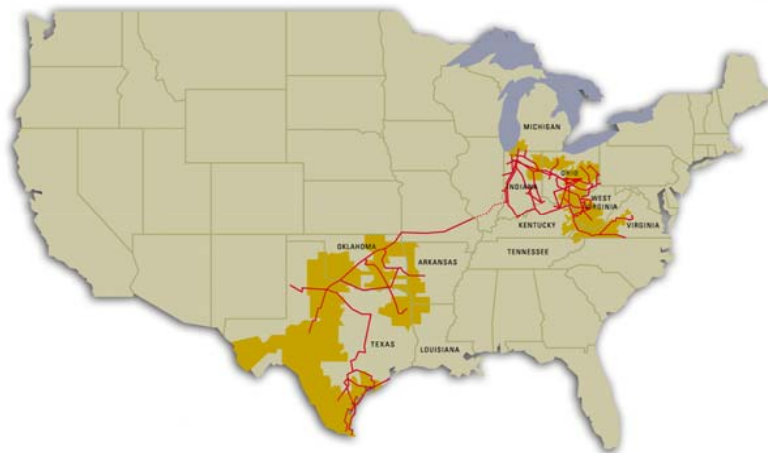 MICHIGAN
OHIO
INDIANA
WEST
VIRGINIA
VIRGINIA
KENTUCKY
TENNESSEE
OKLAHOMA
ARKANSAS
TEXAS
LOUISIANA